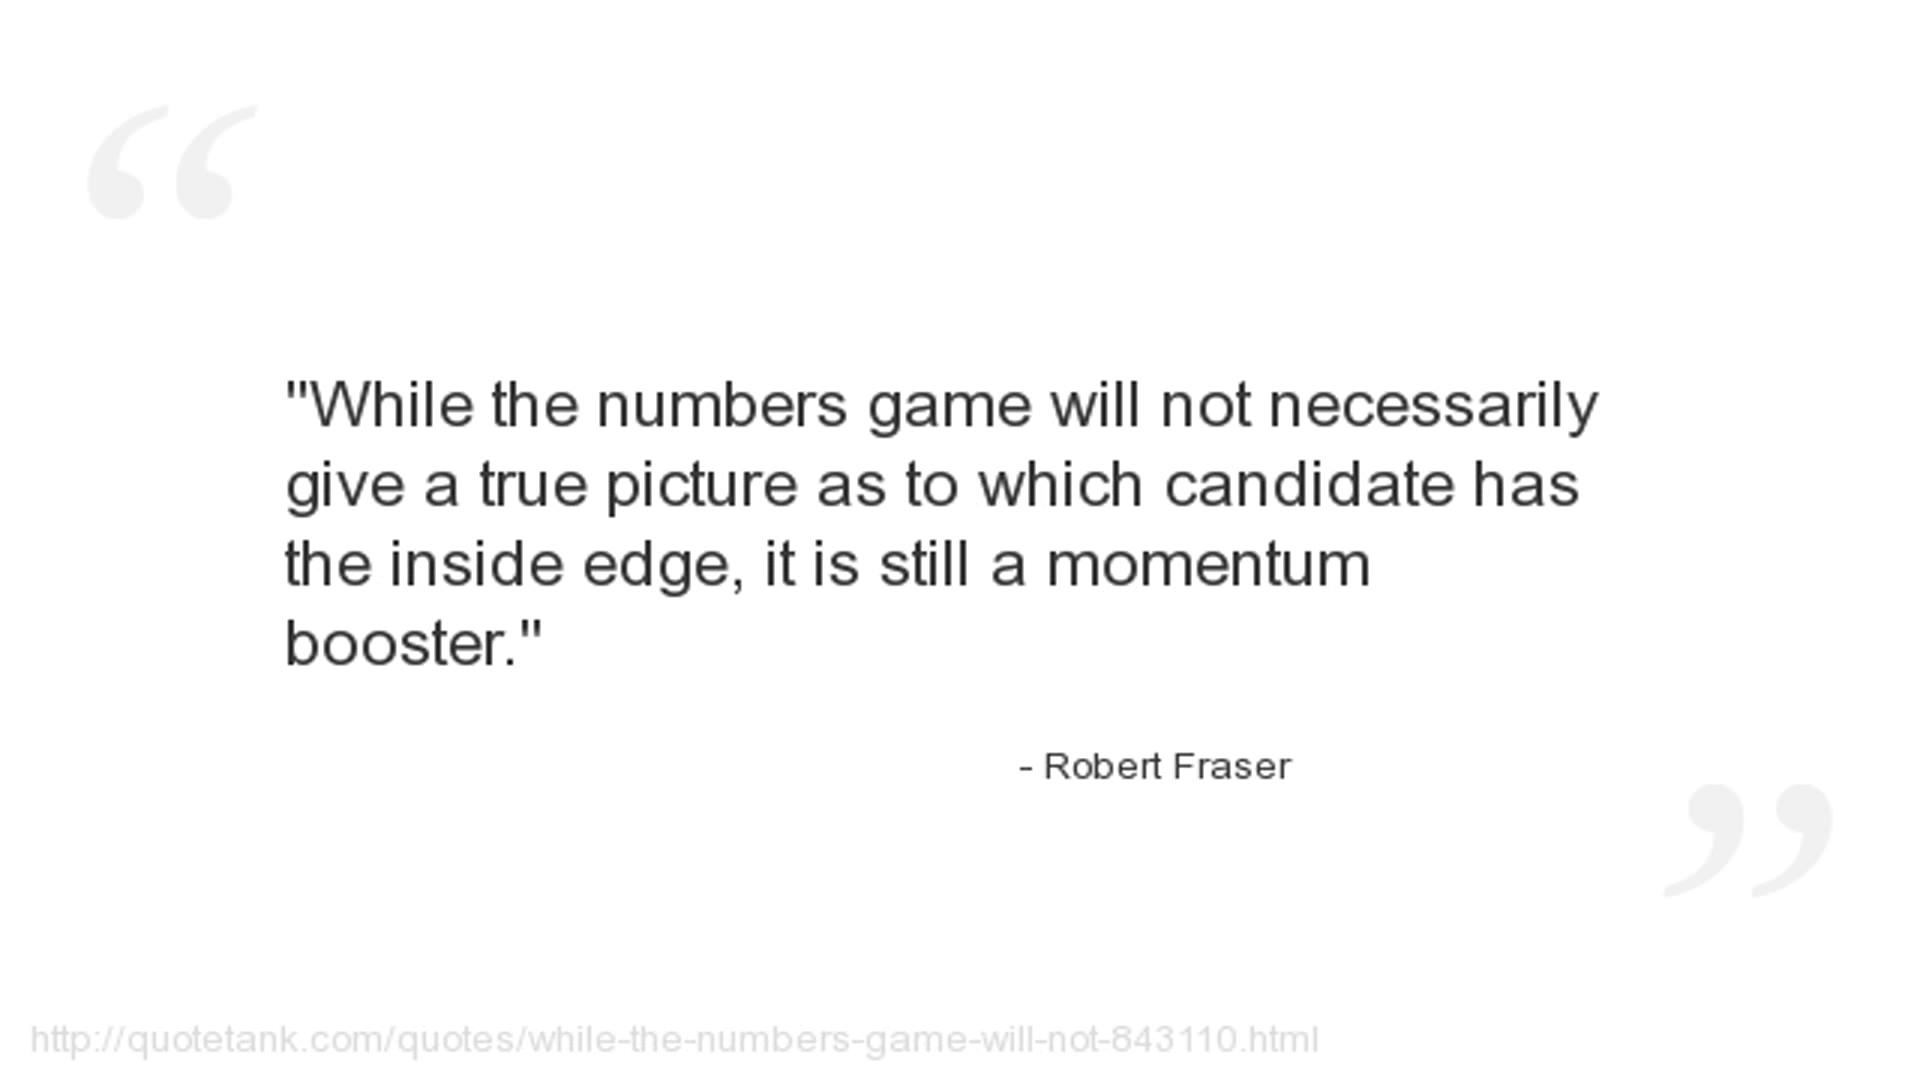 "While the numbers game will not necessarily
give a true picture as to which candidate has
the inside edge, it is still a momentum
booster."
- Robert Fraser
http://quotetank.com/quotes/while-the-numbers-game-will-not-843110.html